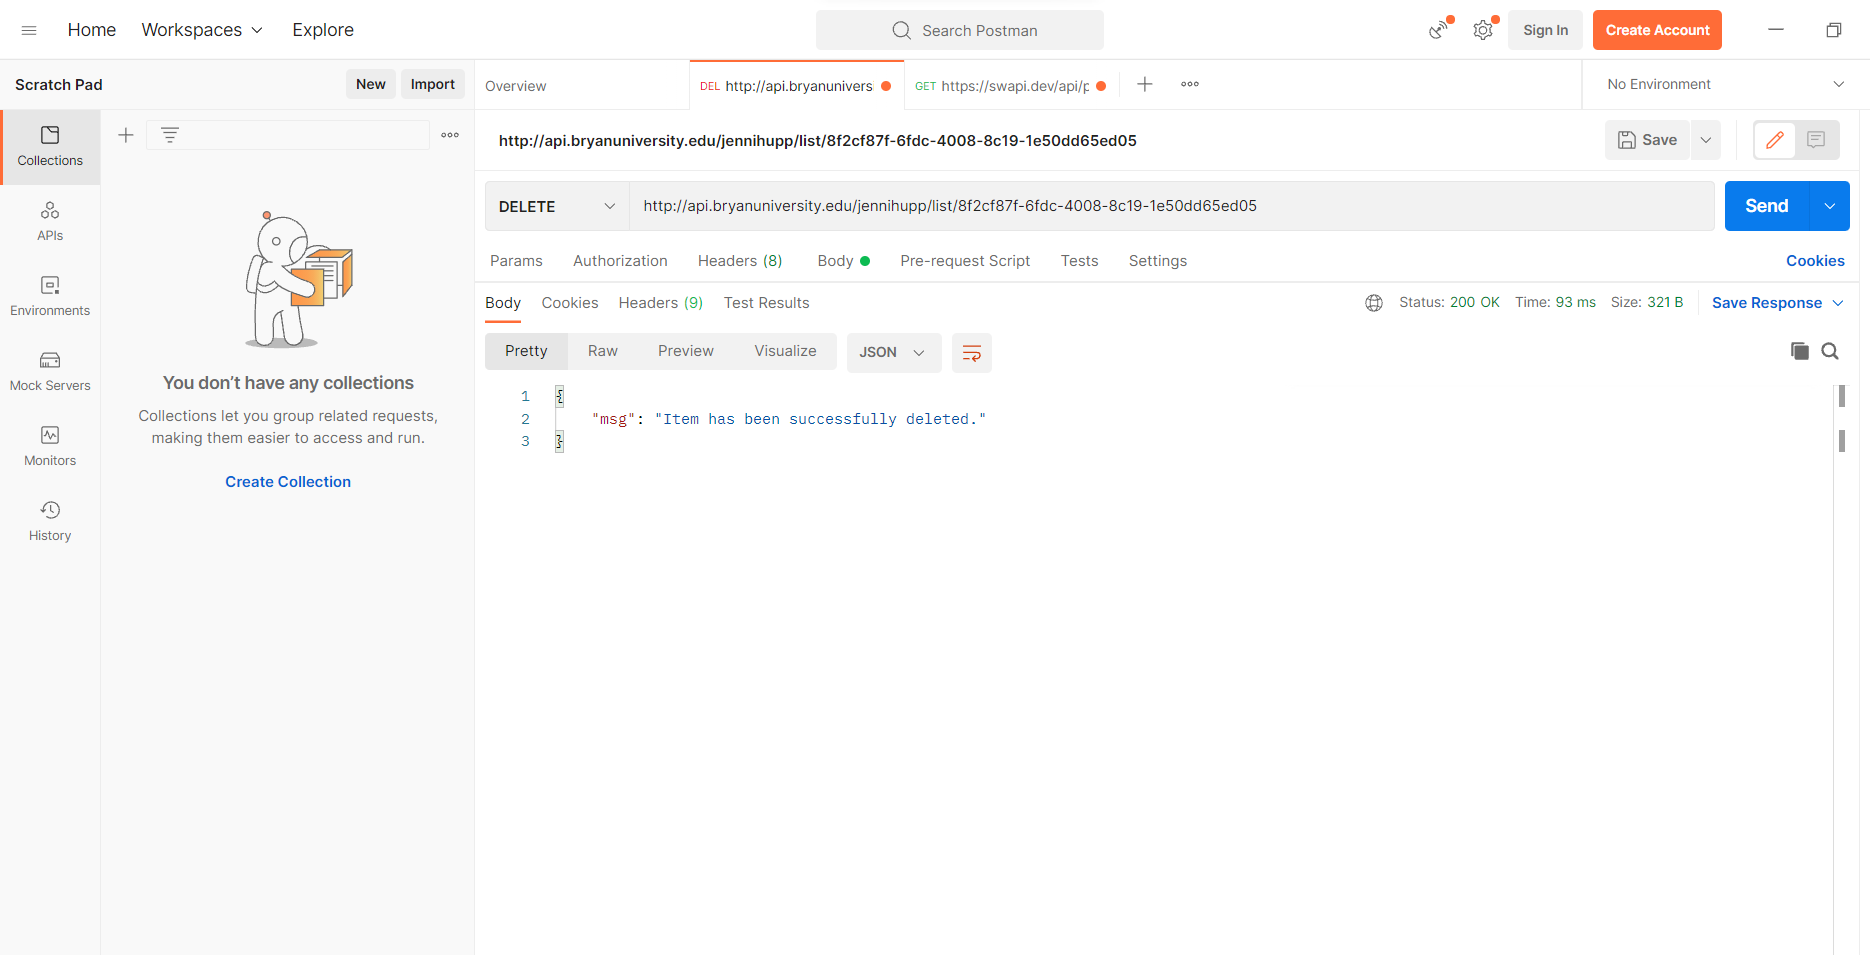 Home Workspaces Explore Search Postman Sign In Create Account
Scratch Pad New Import Overview DEL http://api.bryanunivers GET https://swapi.dev/api/p No Environment
http://api.bryanuniversity.edu/jennihupp/list/8f2cf87f-6fdc-4008-8c19-1e50dd65ed05 Save
Collections
DELETE http://api.bryanuniversity.edu/jennihupp/list/8f2cf87f-6fdc-4008-8c19-1e50dd65ed05 Send
APIs
Params Authorization Headers (8) Body Pre-request Script Tests Settings Cookies
Environments
Body Cookies Headers (9) Test Results Status: 200 OK Time: 93 ms Size: 321 B Save Response
Pretty Raw Preview Visualize JSON
Mock Servers
You don't have any collections
Collections let you group related requests,
making them easier to access and run.
Create Collection
1 {
2 "msg": "Item has been successfully deleted."
3 }
Monitors
History